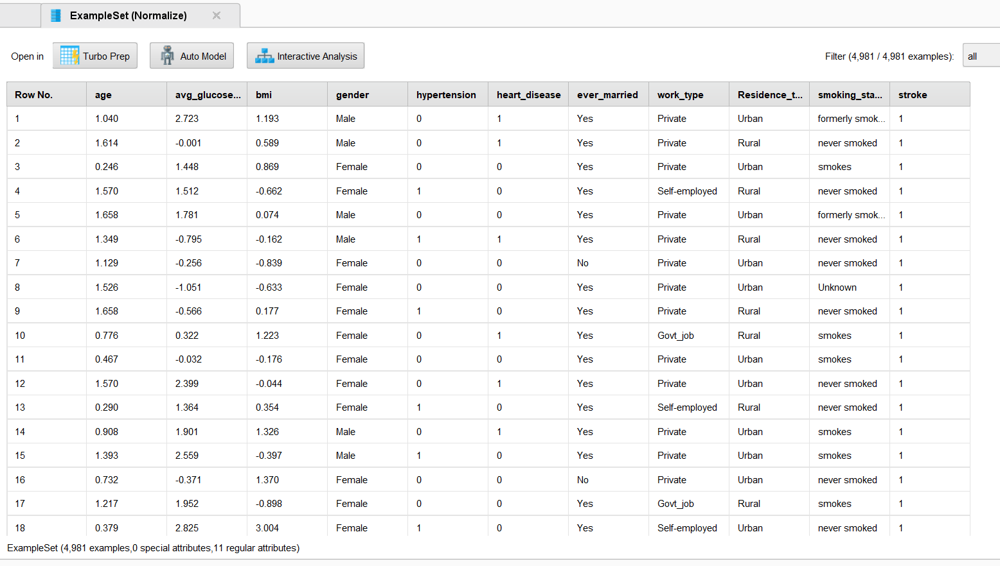 ExampleSet (Normalize)
Open in Turbo Prep Auto Model Interactive Analysis Filter (4,981 / 4,981 examples): all
Row No. age avg_glucose... bmi gender hypertension heart_disease ever_married work_type Residence_t... smoking_sta... stroke
1 1.040 2.723 1.193 Male 0 1 Yes Private Urban formerly smok... 1
2 1.614 -0.001 0.589 Male 0 1 Yes Private Rural never smoked 1
3 0.246 1.448 0.869 Female 0 0 Yes Private Urban smokes 1
4 1.570 1.512 -0.662 Female 1 0 Yes Self-employed Rural never smoked 1
5 1.658 1.781 0.074 Male 0 0 Yes Private Urban formerly smok... 1
6 1.349 -0.795 -0.162 Male 1 1 Yes Private Rural never smoked 1
7 1.129 -0.256 -0.839 Female 0 0 No Private Urban never smoked 1
8 1.526 -1.051 -0.633 Female 0 0 Yes Private Urban Unknown 1
9 1.658 -0.566 0.177 Female 1 0 Yes Private Rural never smoked 1
10 0.776 0.322 1.223 Female 0 1 Yes Govt_job Rural smokes 1
11 0.467 -0.032 -0.176 Female 0 0 Yes Private Urban smokes 1
12 1.570 2.399 -0.044 Female 0 1 Yes Private Urban never smoked 1
13 0.290 1.364 0.354 Female 1 0 Yes Self-employed Rural never smoked 1
14 0.908 1.901 1.326 Male 0 1 Yes Private Urban smokes 1
15 1.393 2.559 -0.397 Male 1 0 Yes Private Urban smokes 1
16 0.732 -0.371 1.370 Female 0 0 No Private Urban never smoked 1
17 1.217 1.952 -0.898 Female 0 0 Yes Govt_job Rural smokes 1
18 0.379 2.825 3.004 Female 1 0 Yes Self-employed Urban never smoked 1
ExampleSet (4,981 examples,0 special attributes,11 regular attributes)